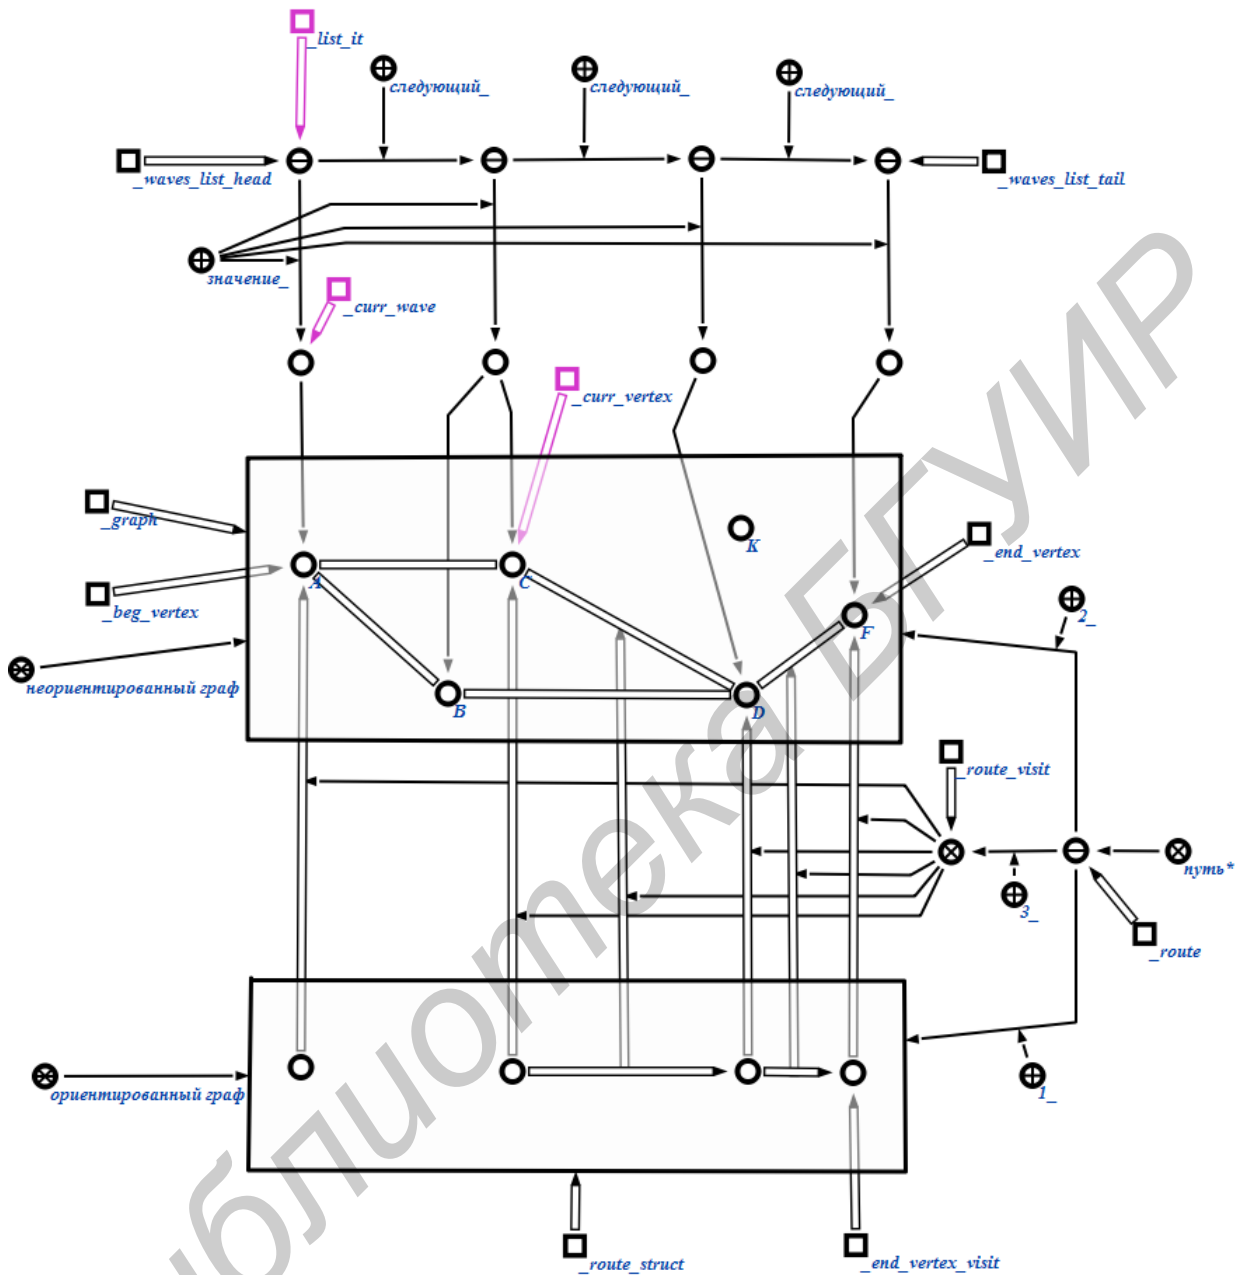 _list_it
следующий_
следующий_
следующий_
_waves_list_head
_waves_list_tail
значение_
_curr_wave
_curr_vertex
_graph
K
_end_vertex
A
C
_beg_vertex
2_
F
неориентированный граф
B
D
_route_visit
путь*
3_
_route
ориентированный граф
1_
_route_struct
_end_vertex_visit
блиотека БГУИР